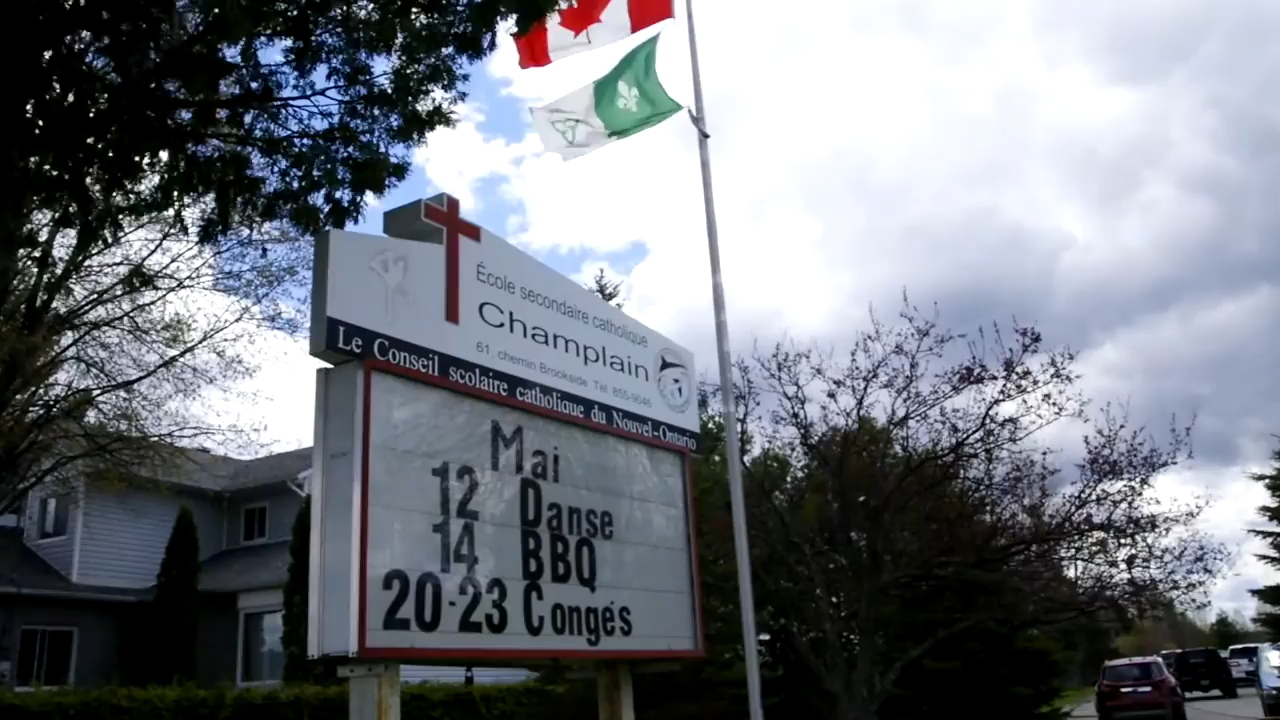 École secondaire catholique
Champlain
61, chemin Brookside Tel. 855-9046
Le Conseil scolaire catholique du Nouvel-Ontario
Mai
12 Danse
14 BBQ
20-23 Congés